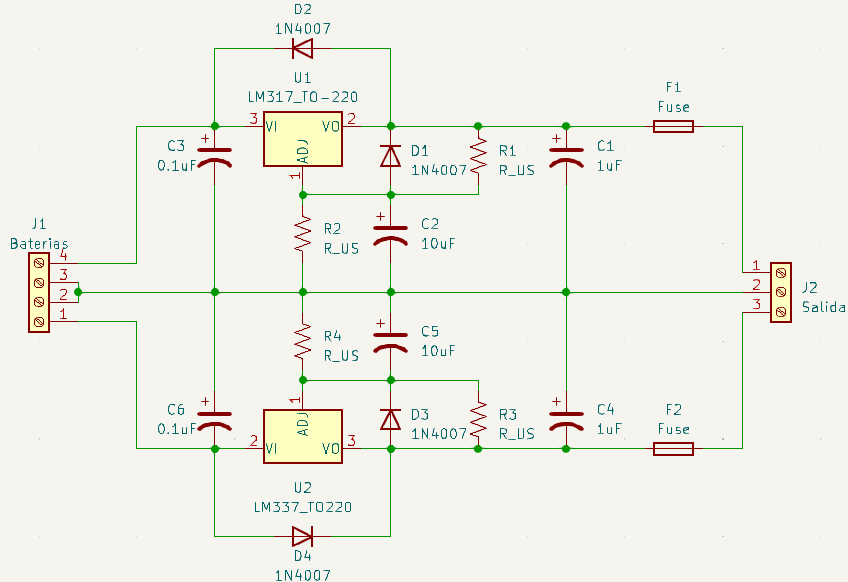 D2
1N4007
U1
LM317_TO-220
F1
Fuse
3
VI
VO
2
ADJ
1
+
C3
0.1uF
D1
1N4007
R1
R_US
+
C1
1uF
R2
R_US
+
C2
10uF
J1
Baterias
4
3
2
1
1
2
3
J2
Salida
R4
R_US
+
C5
10uF
1
ADJ
+
C6
0.1uF
D3
1N4007
R3
R_US
+
C4
1uF
F2
Fuse
2
VI
VO
3
U2
LM337_TO220
D4
1N4007